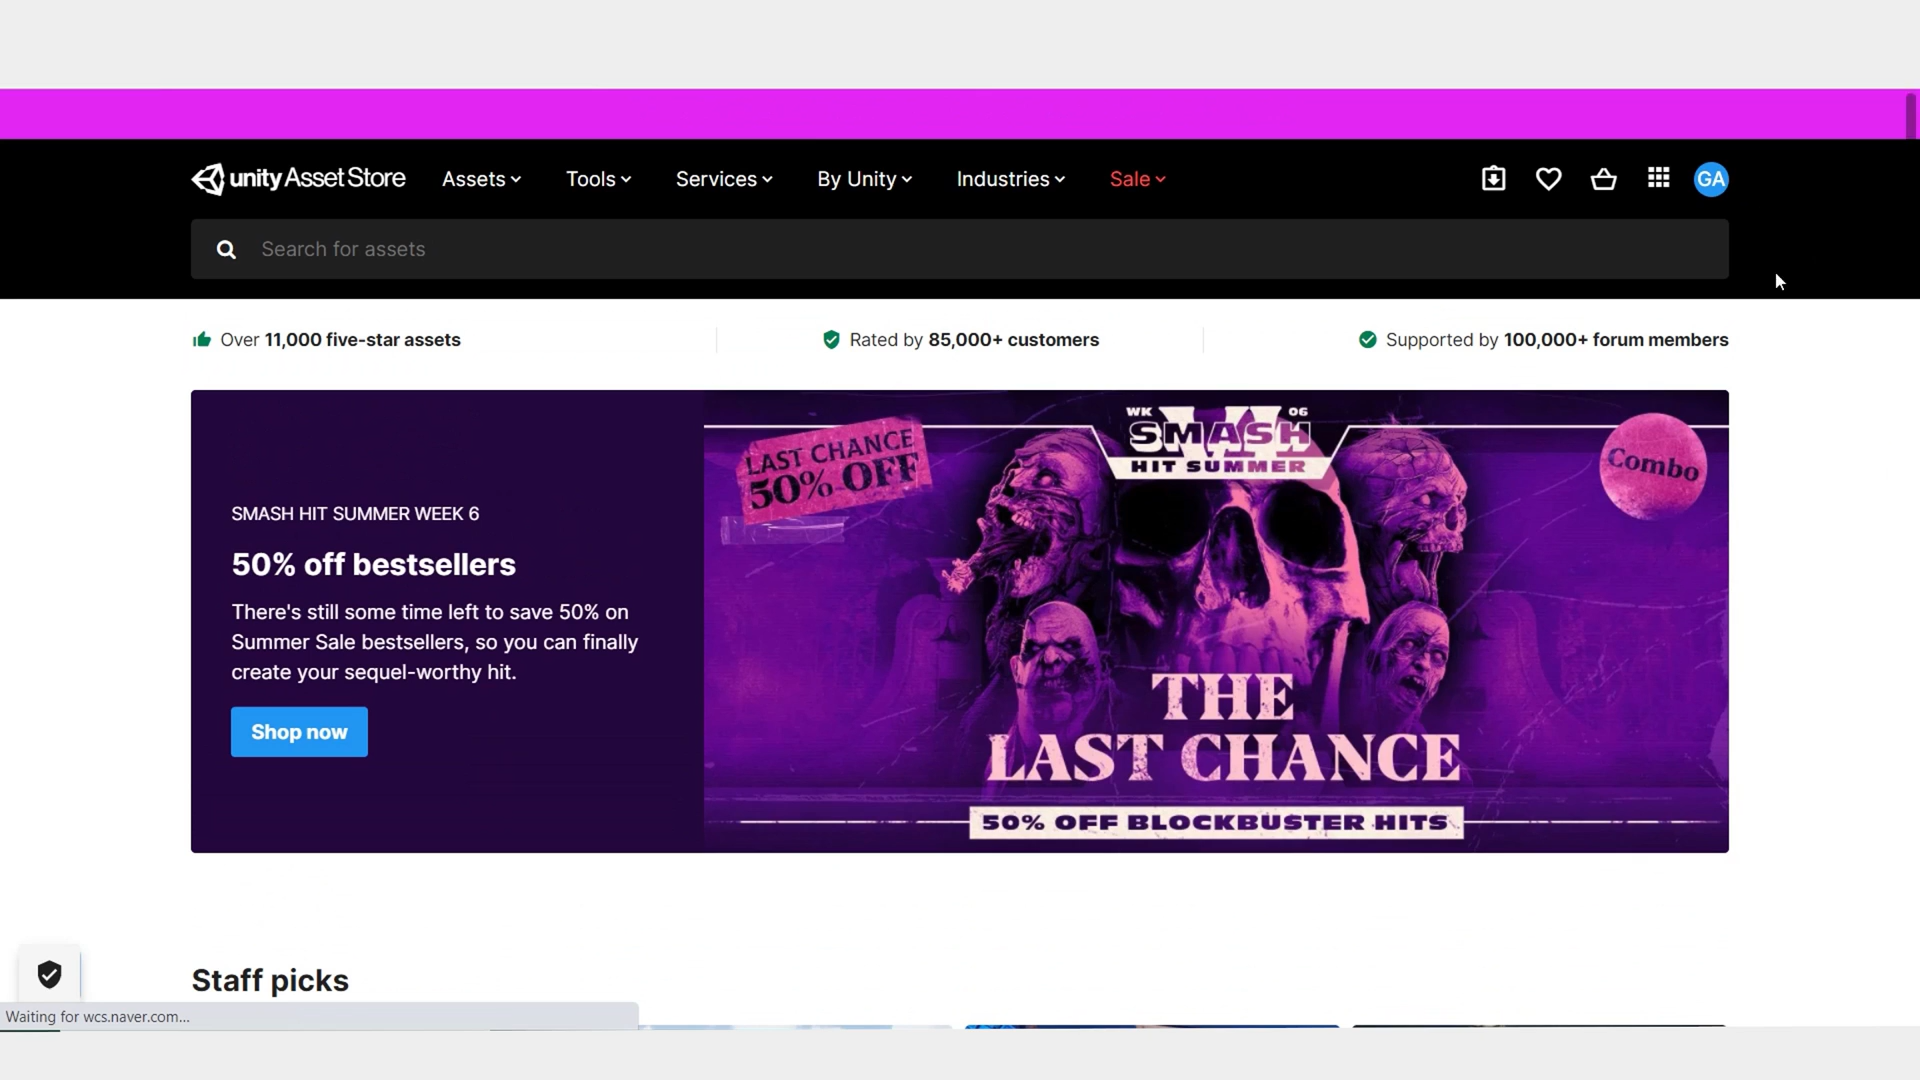 unity Asset Store Assets Tools Services By Unity Industries Sale GA
Search for assets
Over 11,000 five-star assets
Rated by 85,000+ customers
Supported by 100,000+ forum members
SMASH HIT SUMMER WEEK 6
50% off bestsellers
There's still some time left to save 50% on
Summer Sale bestsellers, so you can finally
create your sequel-worthy hit.
Shop now
LAST CHANCE
50% OFF
WK VI 06
SMASH
HIT SUMMER
Combo
THE
LAST CHANCE
50% OFF BLOCKBUSTER HITS
Staff picks
Waiting for wcs.naver.com...